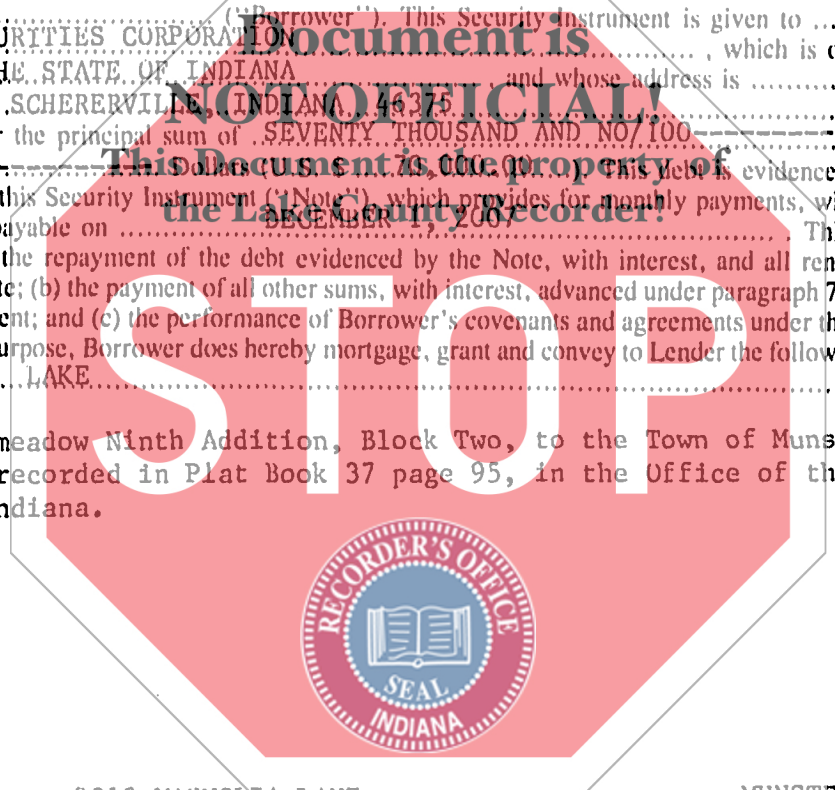 ("Borrower"). This Security Instrument is given to
URITIES CORPORATION , which is
HE STATE OF INDIANA and whose address is
SCHERERVILLE, INDIANA 46375
the principal sum of SEVENTY THOUSAND AND NO/100
Dollars (U.S. $ 70,000.00 ). This debt is evidence
this Security Instrument ("Note"), which provides for monthly payments, wi
ayable on DECEMBER 1, 2007 . Th
the repayment of the debt evidenced by the Note, with interest, and all ren
te; (b) the payment of all other sums, with interest, advanced under paragraph 7
ent; and (c) the performance of Borrower's covenants and agreements under th
urpose, Borrower does hereby mortgage, grant and convey to Lender the follow
LAKE
meadow Ninth Addition, Block Two, to the Town of Muns
recorded in Plat Book 37 page 95, in the Office of th
ndiana.
Document is
NOT OFFICIAL!
This Document is the property of
the Lake County Recorder!
STOP
RECORDER'S OFFICE
SEAL
INDIANA